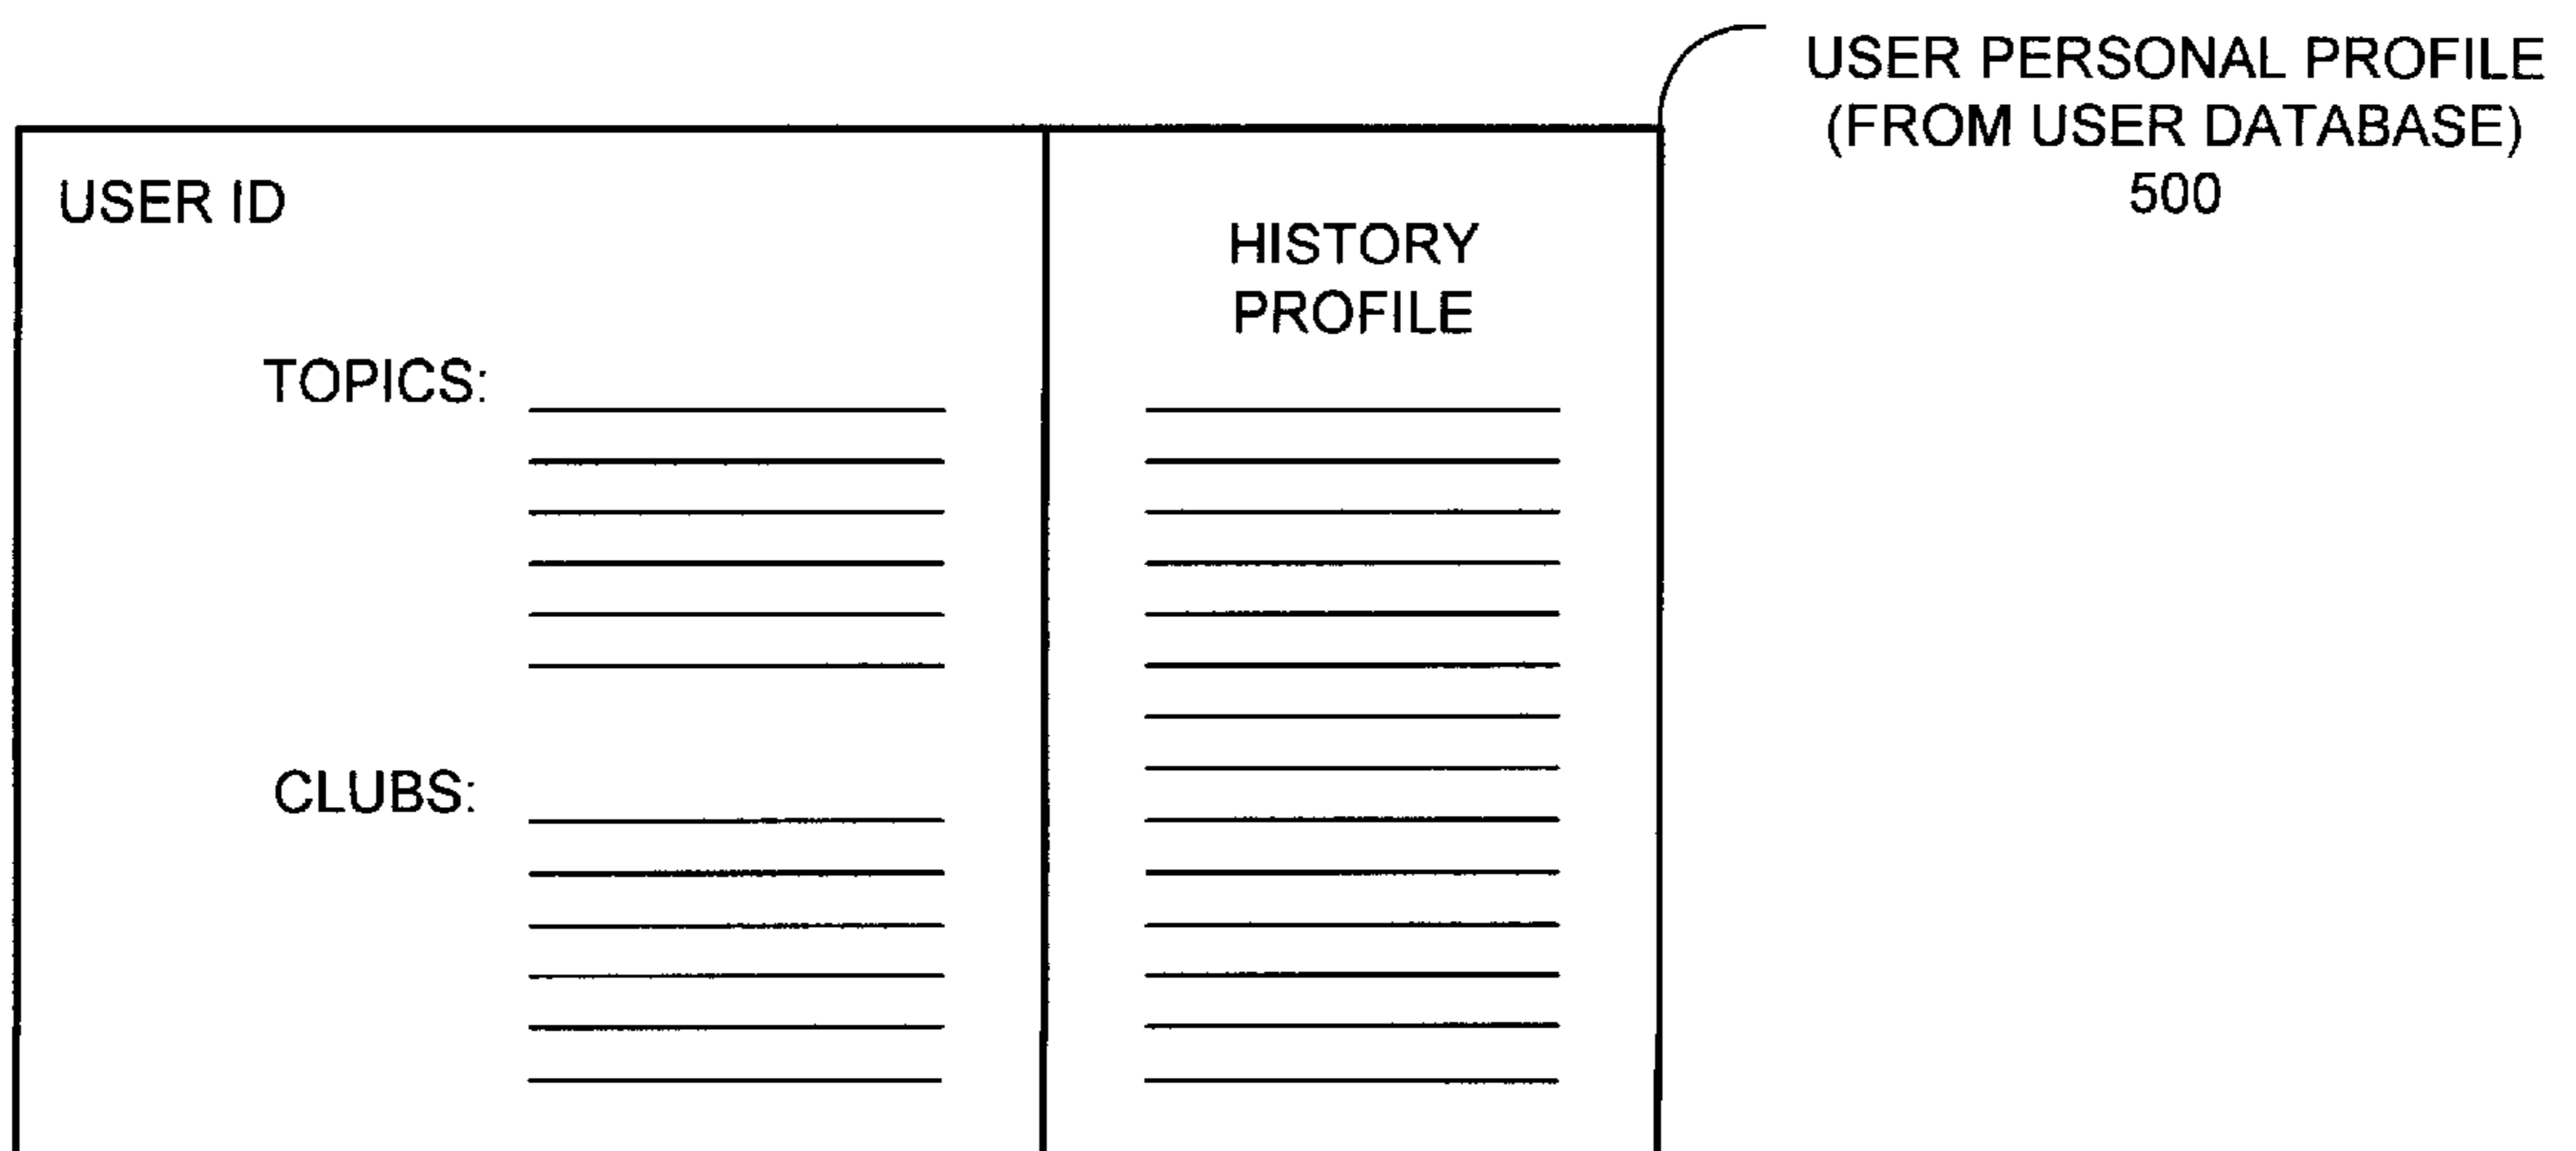 USER PERSONAL PROFILE
(FROM USER DATABASE)
500
USER ID
HISTORY
PROFILE
TOPICS:
CLUBS: